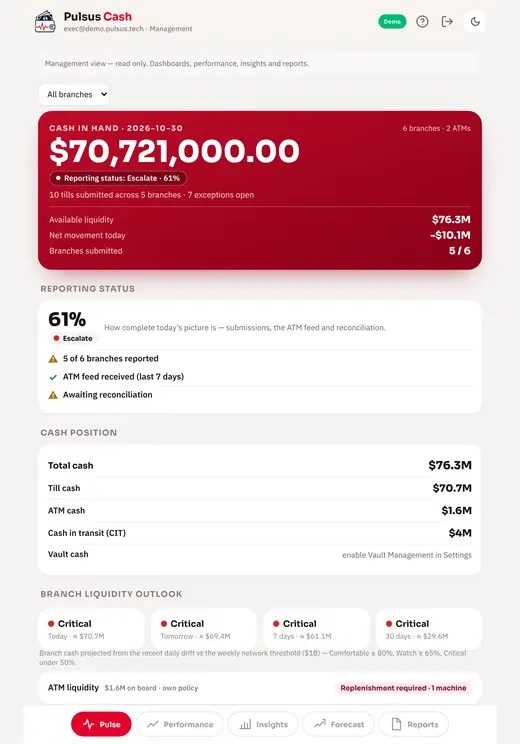 Pulsus Cash
exec@demo.pulsus.tech · Management
Demo
Management view — read only. Dashboards, performance, insights and reports.
All branches
CASH IN HAND · 2026-10-30
6 branches · 2 ATMs
$70,721,000.00
Reporting status: Escalate · 61%
10 tills submitted across 5 branches · 7 exceptions open
Available liquidity $76.3M
Net movement today -$10.1M
Branches submitted 5 / 6
REPORTING STATUS
61%
Escalate
How complete today's picture is — submissions, the ATM feed and reconciliation.
5 of 6 branches reported
ATM feed received (last 7 days)
Awaiting reconciliation
CASH POSITION
Total cash $76.3M
Till cash $70.7M
ATM cash $1.6M
Cash in transit (CIT) $4M
Vault cash enable Vault Management in Settings
BRANCH LIQUIDITY OUTLOOK
Critical
Today · ≈ $70.7M
Critical
Tomorrow · ≈ $69.4M
Critical
7 days · ≈ $61.1M
Critical
30 days · ≈ $29.6M
Branch cash projected from the recent daily drift vs the weekly network threshold ($1B) — Comfortable ≥ 80%, Watch ≥ 65%, Critical
under 50%.
ATM liquidity $1.6M on board · own policy Replenishment required · 1 machine
Pulse
Performance
Insights
Forecast
Reports